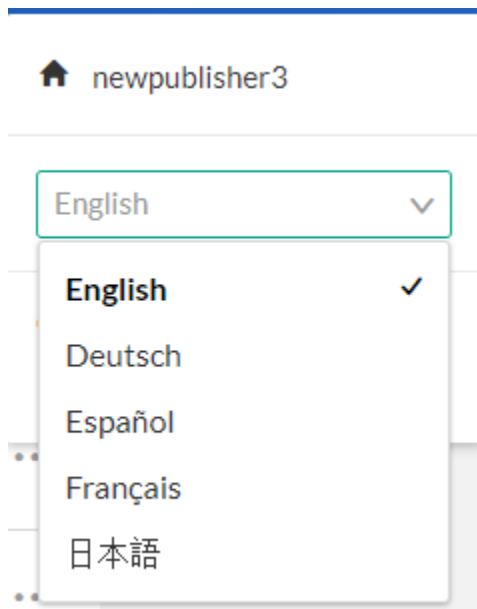 newpublisher3
English
English
Deutsch
Español
Français
日本語